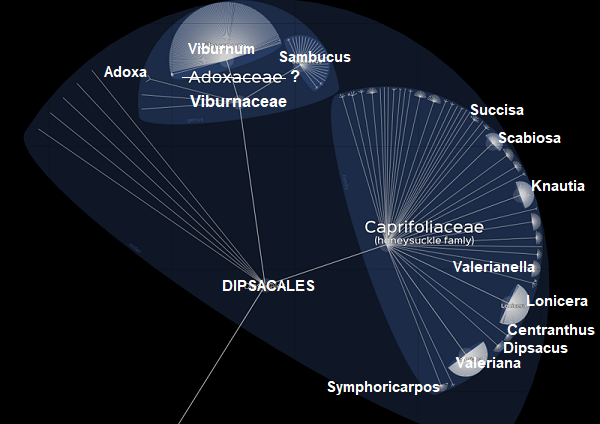 Viburnum
Sambucus
Adoxa
Adoxaceae ?
Viburnaceae
Succisa
Scabiosa
Knautia
Caprifoliaceae
(honeysuckle famly)
Valerianella
DIPSACALES
Lonicera
Centranthus
Dipsacus
Valeriana
Symphoricarpos